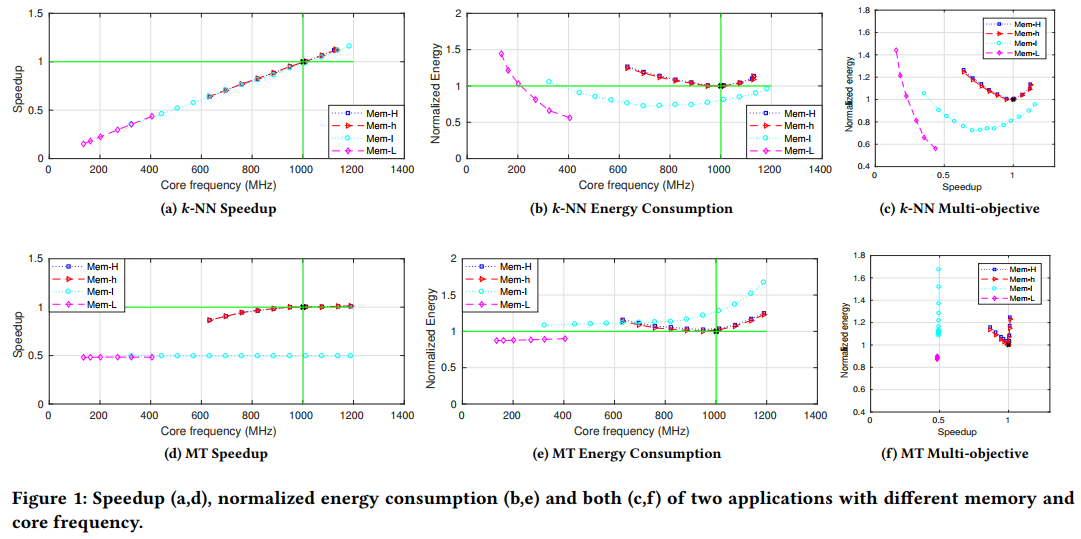 1.5
1
0.5
0
Speedup
Mem-H
Mem-h
Mem-l
Mem-L
0 200 400 600 800 1000 1200 1400
Core frequency (MHz)
(a) k-NN Speedup
2
1.5
1
0.5
0
Normalized Energy
Mem-H
Mem-h
Mem-l
Mem-L
0 200 400 600 800 1000 1200 1400
Core frequency (MHz)
(b) k-NN Energy Consumption
1.8
1.6
1.4
1.2
1
0.8
0.6
0.4
Normalized energy
Mem-H
Mem-h
Mem-l
Mem-L
0 0.5 1
Speedup
(c) k-NN Multi-objective
1.5
1
0.5
0
Speedup
Mem-H
Mem-h
Mem-l
Mem-L
0 200 400 600 800 1000 1200 1400
Core frequency (MHz)
(d) MT Speedup
2
1.5
1
0.5
0
Normalized Energy
Mem-H
Mem-h
Mem-l
Mem-L
0 200 400 600 800 1000 1200 1400
Core frequency (MHz)
(e) MT Energy Consumption
1.8
1.6
1.4
1.2
1
0.8
0.6
0.4
Normalized energy
Mem-H
Mem-h
Mem-l
Mem-L
0 0.5 1
Speedup
(f) MT Multi-objective
Figure 1: Speedup (a,d), normalized energy consumption (b,e) and both (c,f) of two applications with different memory and
core frequency.